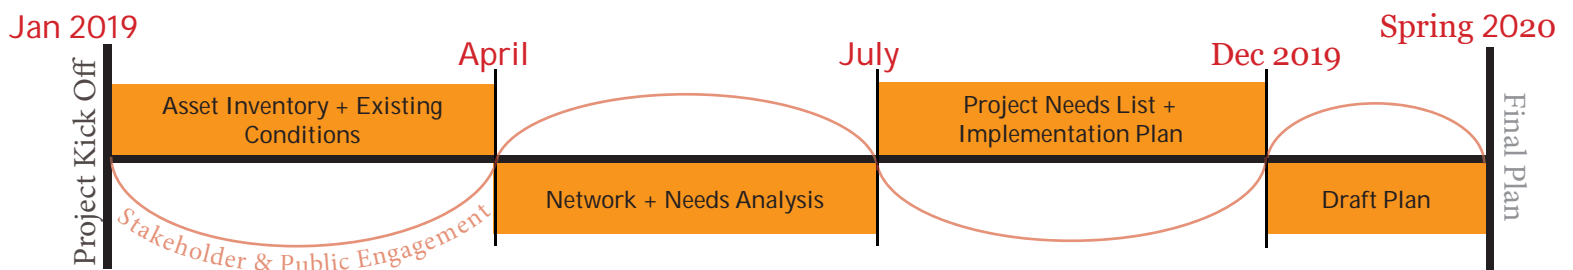 Jan 2019
April
July
Dec 2019
Spring 2020
Project Kick Off
Asset Inventory + Existing
Conditions
Project Needs List +
Implementation Plan
Final Plan
Network + Needs Analysis
Draft Plan
Stakeholder & Public Engagement